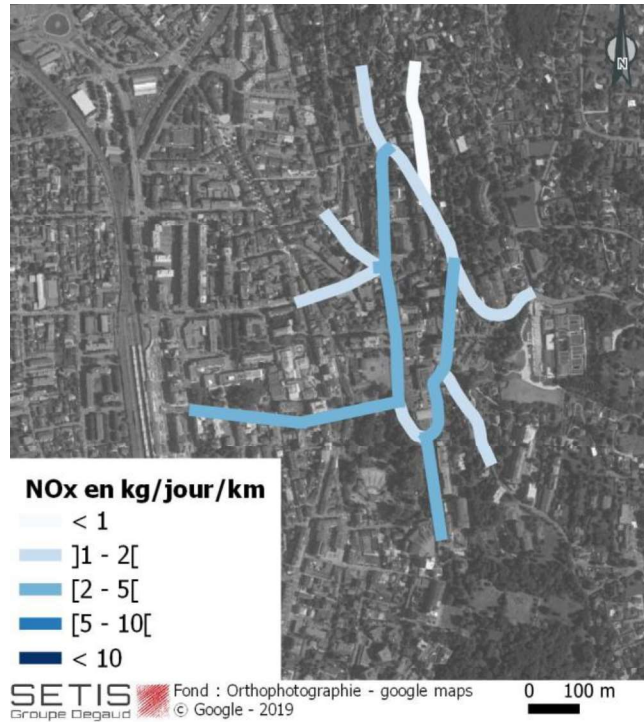 N
NOx en kg/jour/km
< 1
]1 - 2[
[2 - 5[
[5 - 10[
< 10
SETIS
Groupe Degaud
Fond : Orthophotographie - google maps
© Google - 2019
0 100 m